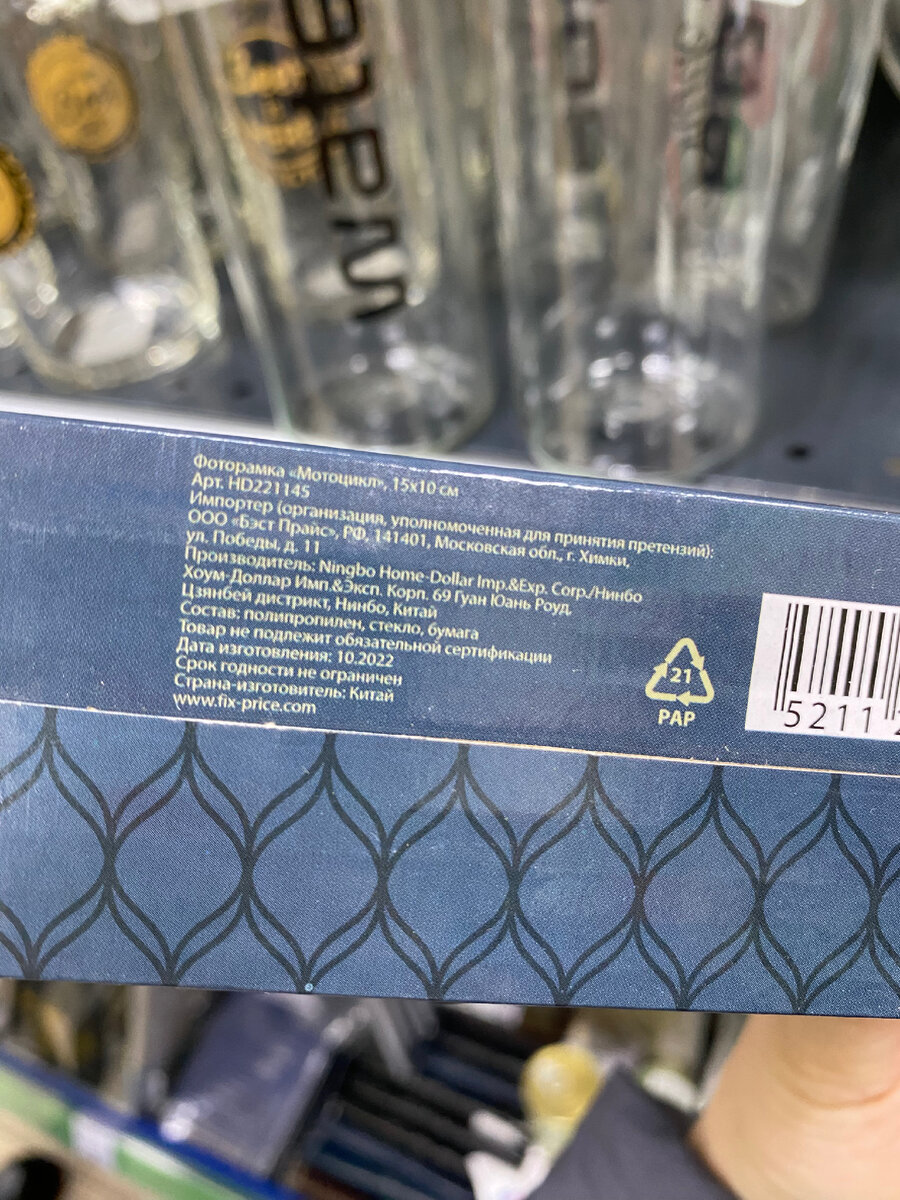 Фоторамка «Мотоцикл», 15х10 см
Арт. HD221145
Импортер (организация, уполномоченная для принятия претензий):
ООО «Бэст Прайс», РФ, 141401, Московская обл., г. Химки,
ул. Победы, д. 11
Производитель: Ningbo Home-Dollar Imp.&Exp. Corp./Нинбо
Хоум-Доллар Имп.&Эксп. Корп. 69 Гуан Юань Роуд,
Цзянбей дистрикт, Нинбо, Китай
Состав: полипропилен, стекло, бумага
Товар не подлежит обязательной сертификации
Дата изготовления: 10.2022
Срок годности не ограничен
Страна-изготовитель: Китай
www.fix-price.com
21
PAP
5211